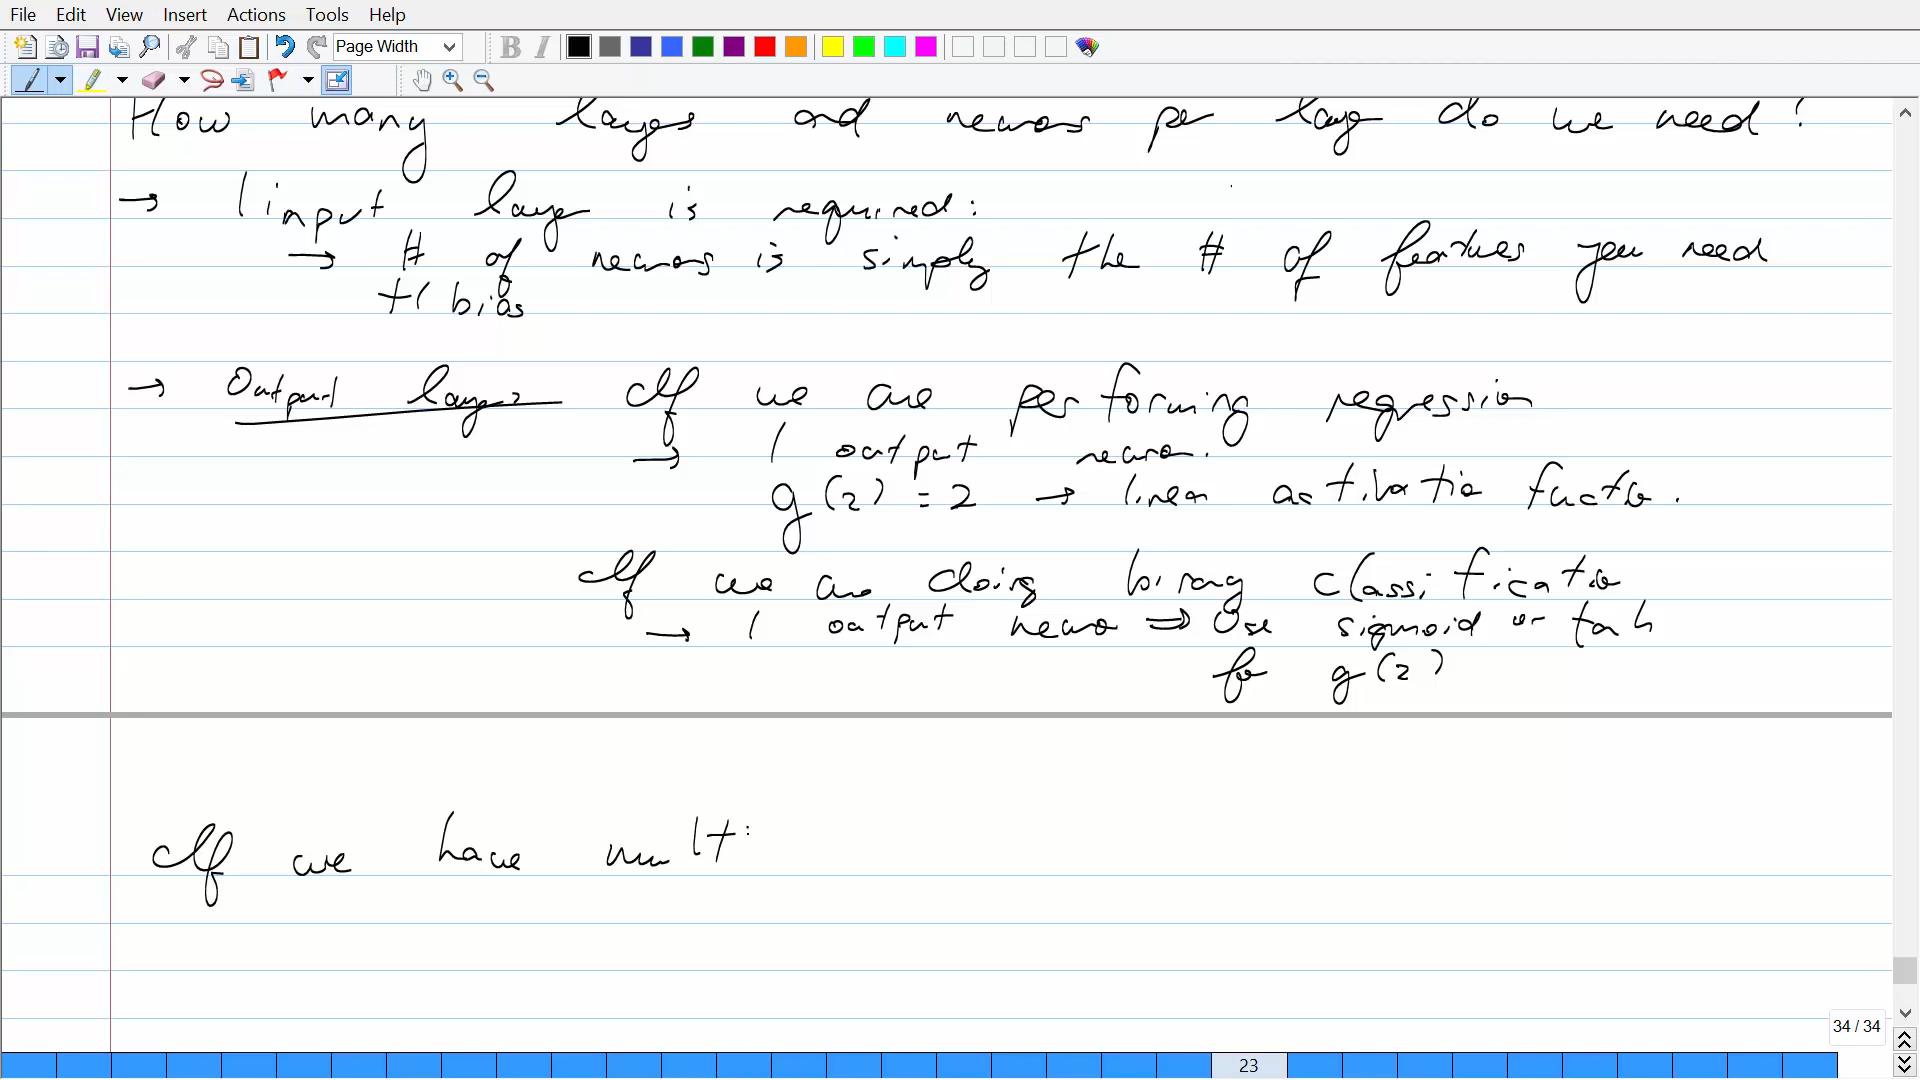 File Edit View Insert Actions Tools Help
Page Width
B I
How many layers and neurons per layer do we need?
→ 1 input layer is required:
→ # of neurons is simply the # of features you need
+1 bias
→ Output layer If we are performing regression
→ 1 output neuron.
g(z) = z → linear activation function.
If we are doing binary classification
→ 1 output neuron ⇒ Use sigmoid or tanh
for g(z)
If we have multi
34 / 34
23